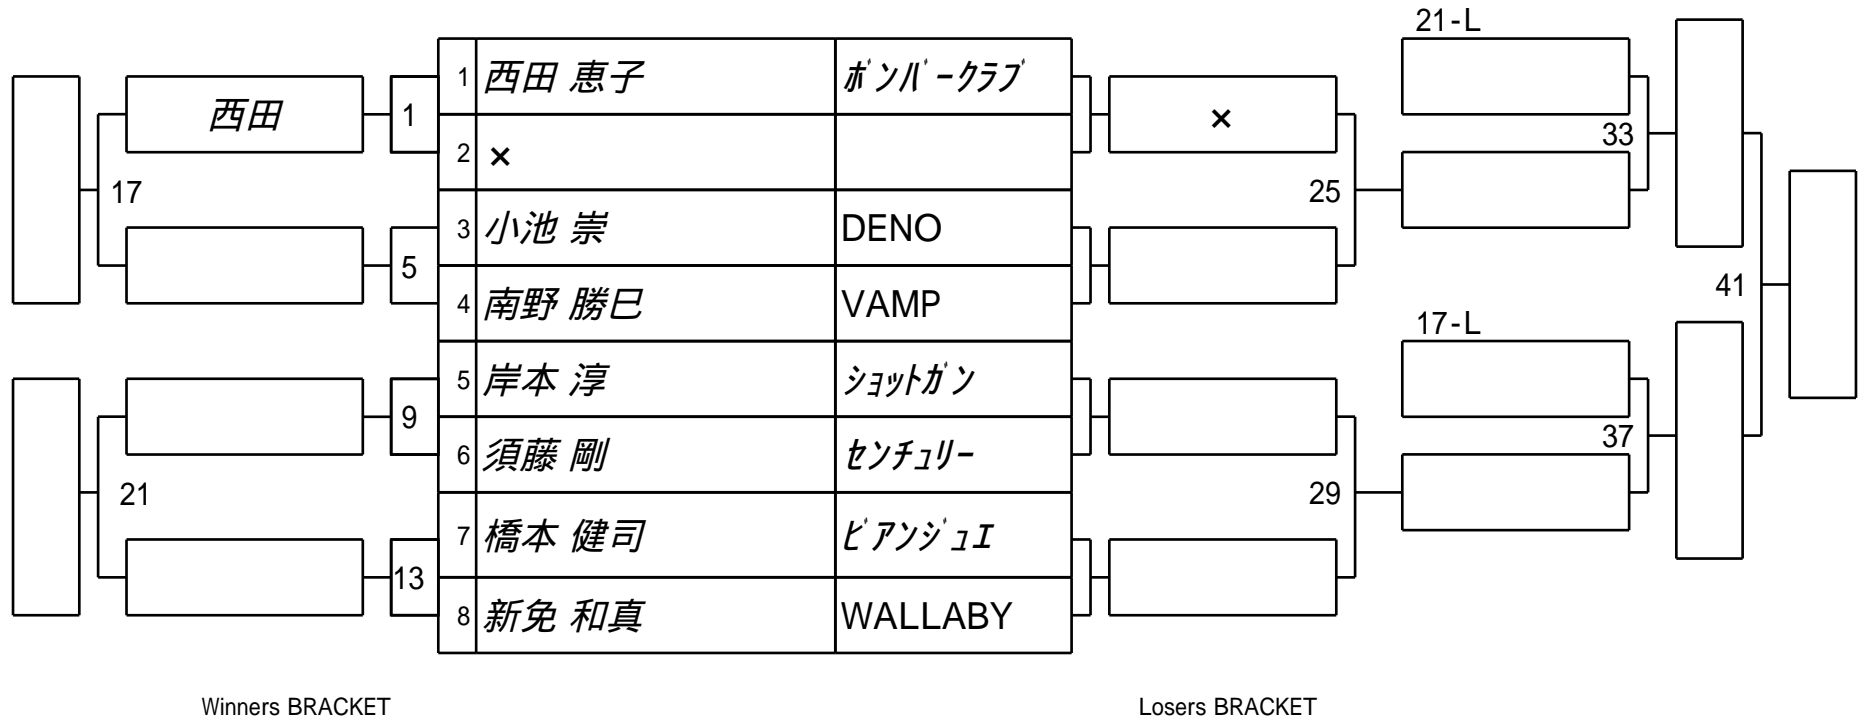 21-L
1 西田 恵子 ボンバークラブ
西田 1 ×
33
2 ×
17 25
3 小池 崇 DENO
5
4 南野 勝巳 VAMP
41
17-L
5 岸本 淳 ショットガン
9
37
6 須藤 剛 センチュリー
21 29
7 橋本 健司 ビアンジュエ
13
8 新免 和真 WALLABY
Winners BRACKET Losers BRACKET